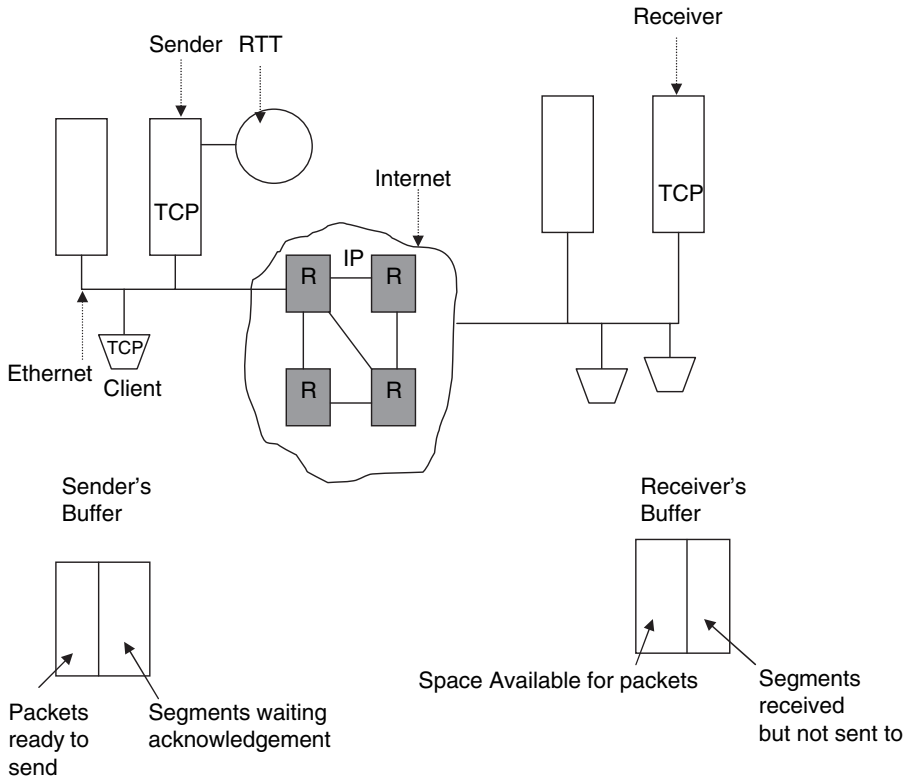 Receiver
Sender RTT
Internet
TCP
TCP
IP
R
R
TCP
Ethernet
Client
R
R
Sender's
Buffer
Receiver's
Buffer
Space Available for packets
Segments
received
but not sent to
Packets
ready to
send
Segments waiting
acknowledgement